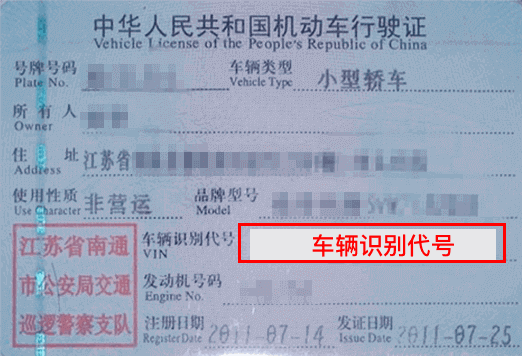 中华人民共和国机动车行驶证
Vehicle License of the People's Republic of China
号牌号码 车辆类型 小型轿车
Plate No. Vehicle Type
所有人
Owner
住址 江苏省
Address
使用性质 非营运 品牌型号
Use Character Model
车辆识别代号 车辆识别代号
VIN
江苏省南通
市公安局交通
巡逻警察支队
发动机号码
Engine No.
注册日期 2011-07-14 发证日期 2011-07-25
Register Date Issue Date